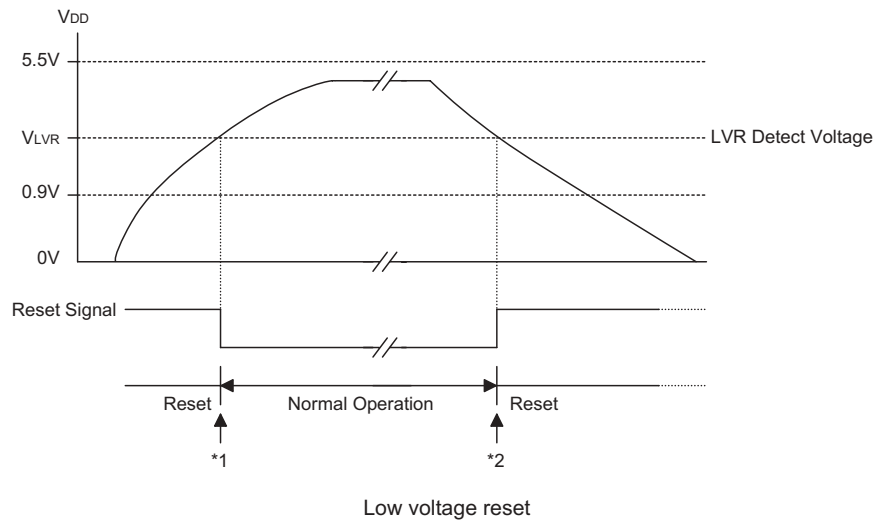 VDD
5.5V
VLVR
LVR Detect Voltage
0.9V
0V
Reset Signal
Reset Normal Operation Reset
*1 *2
Low voltage reset